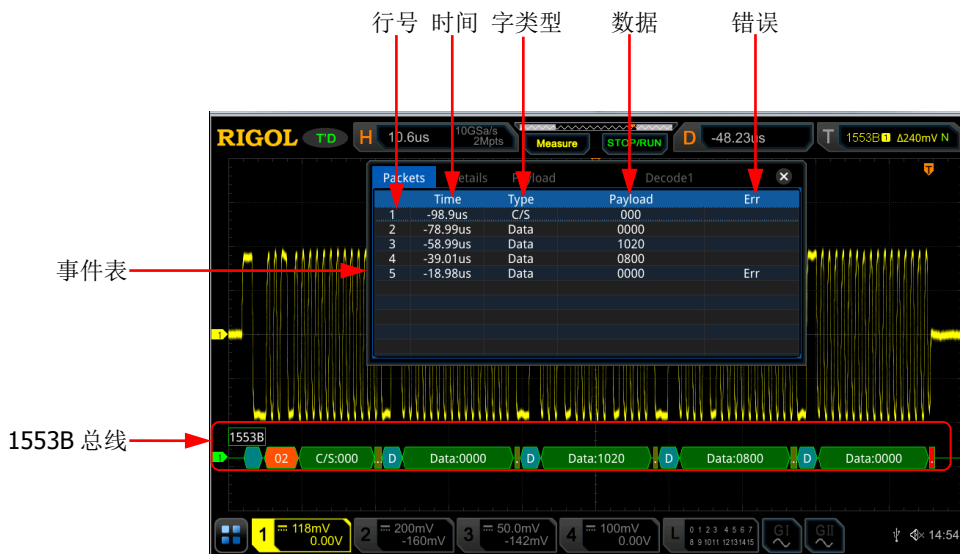 行号 时间 字类型 数据 错误
RIGOL T'D H 10.6us 10GSa/s 2Mpts Measure STOP/RUN D -48.23us T 1553B 1 Δ240mV N
Packets Details Payload Decode1
Time Type Payload Err
1 -98.9us C/S 000
2 -78.99us Data 0000
3 -58.99us Data 1020
4 -39.01us Data 0800
5 -18.98us Data 0000 Err
事件表
1553B 总线
1553B
02 C/S:000 D Data:0000 D Data:1020 D Data:0800 D Data:0000
1 118mV 0.00V
2 200mV -160mV
3 50.0mV -142mV
4 100mV 0.00V
L 0 1 2 3 4 5 6 7
8 9 10 11 12 13 14 15
GI GII 14:54